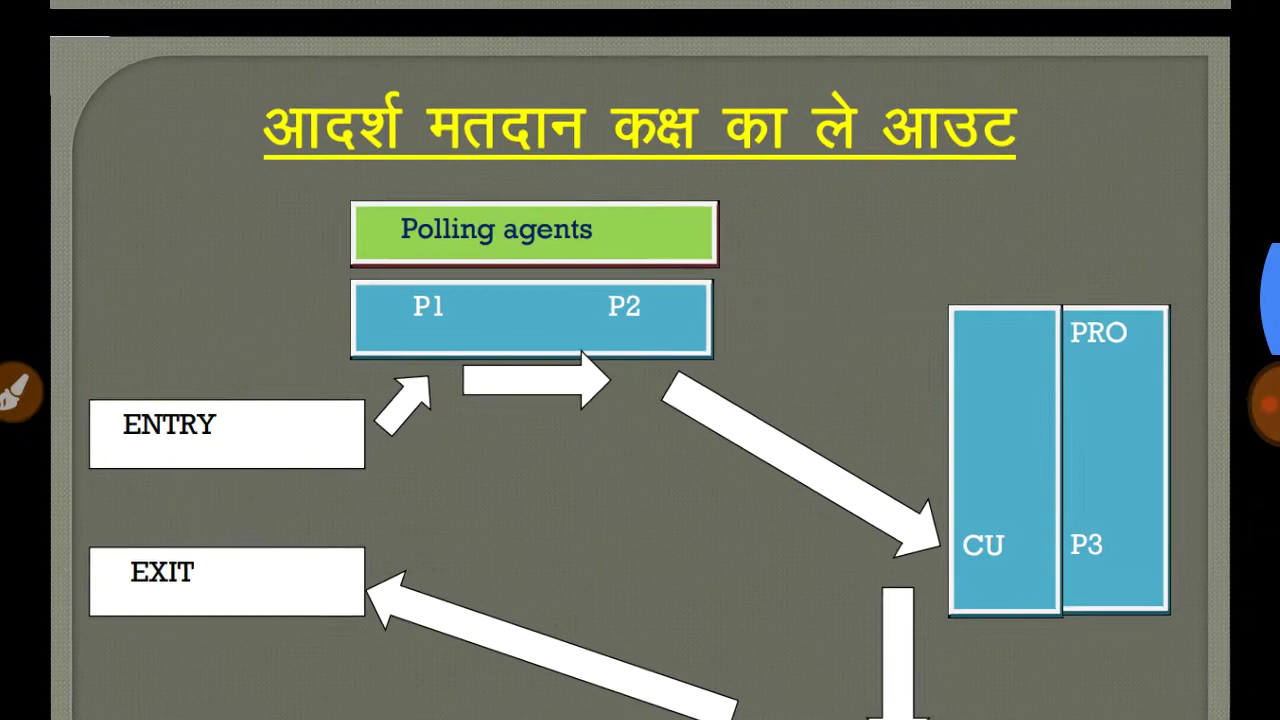 आदर्श मतदान कक्ष का ले आउट
Polling agents
P1 P2
PRO
ENTRY
CU P3
EXIT